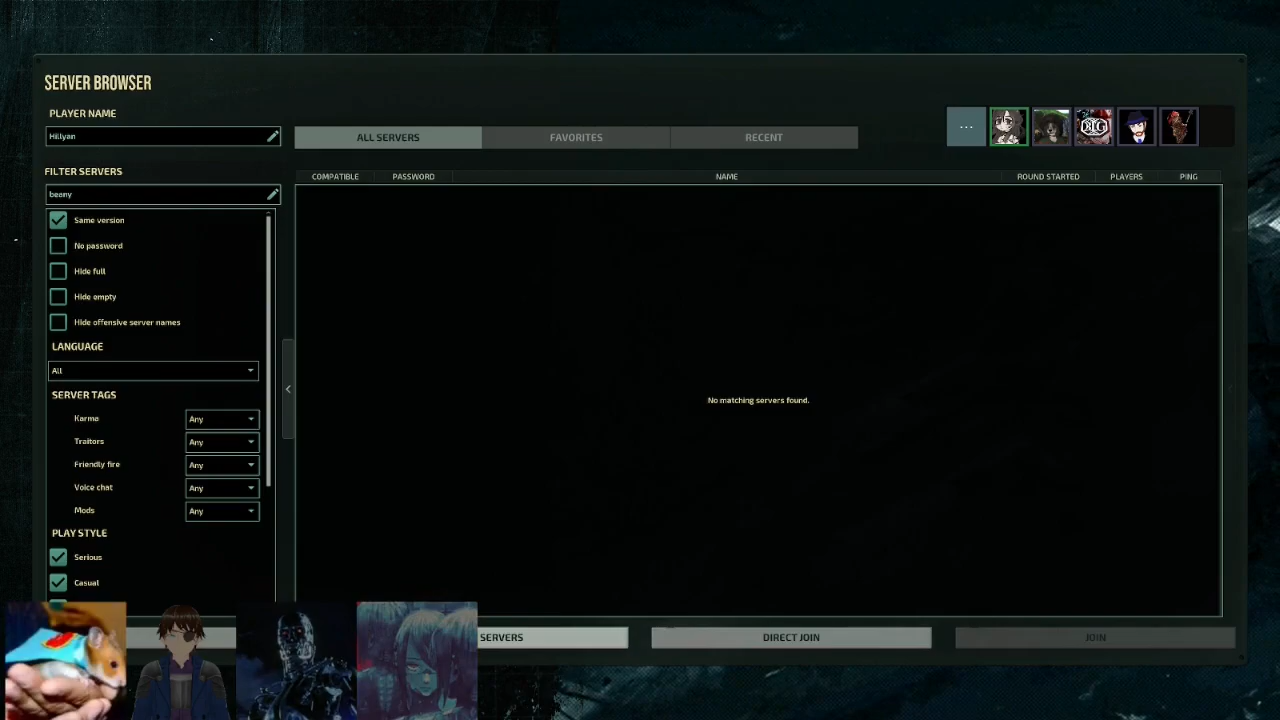 SERVER BROWSER
PLAYER NAME
Hillyan
ALL SERVERS
FAVORITES
RECENT
...
FILTER SERVERS
beany
COMPATIBLE
PASSWORD
NAME
ROUND STARTED
PLAYERS
PING
Same version
No password
Hide full
Hide empty
Hide offensive server names
LANGUAGE
All
SERVER TAGS
Karma Any
Traitors Any
Friendly fire Any
Voice chat Any
Mods Any
No matching servers found.
PLAY STYLE
Serious
Casual
SERVERS
DIRECT JOIN
JOIN